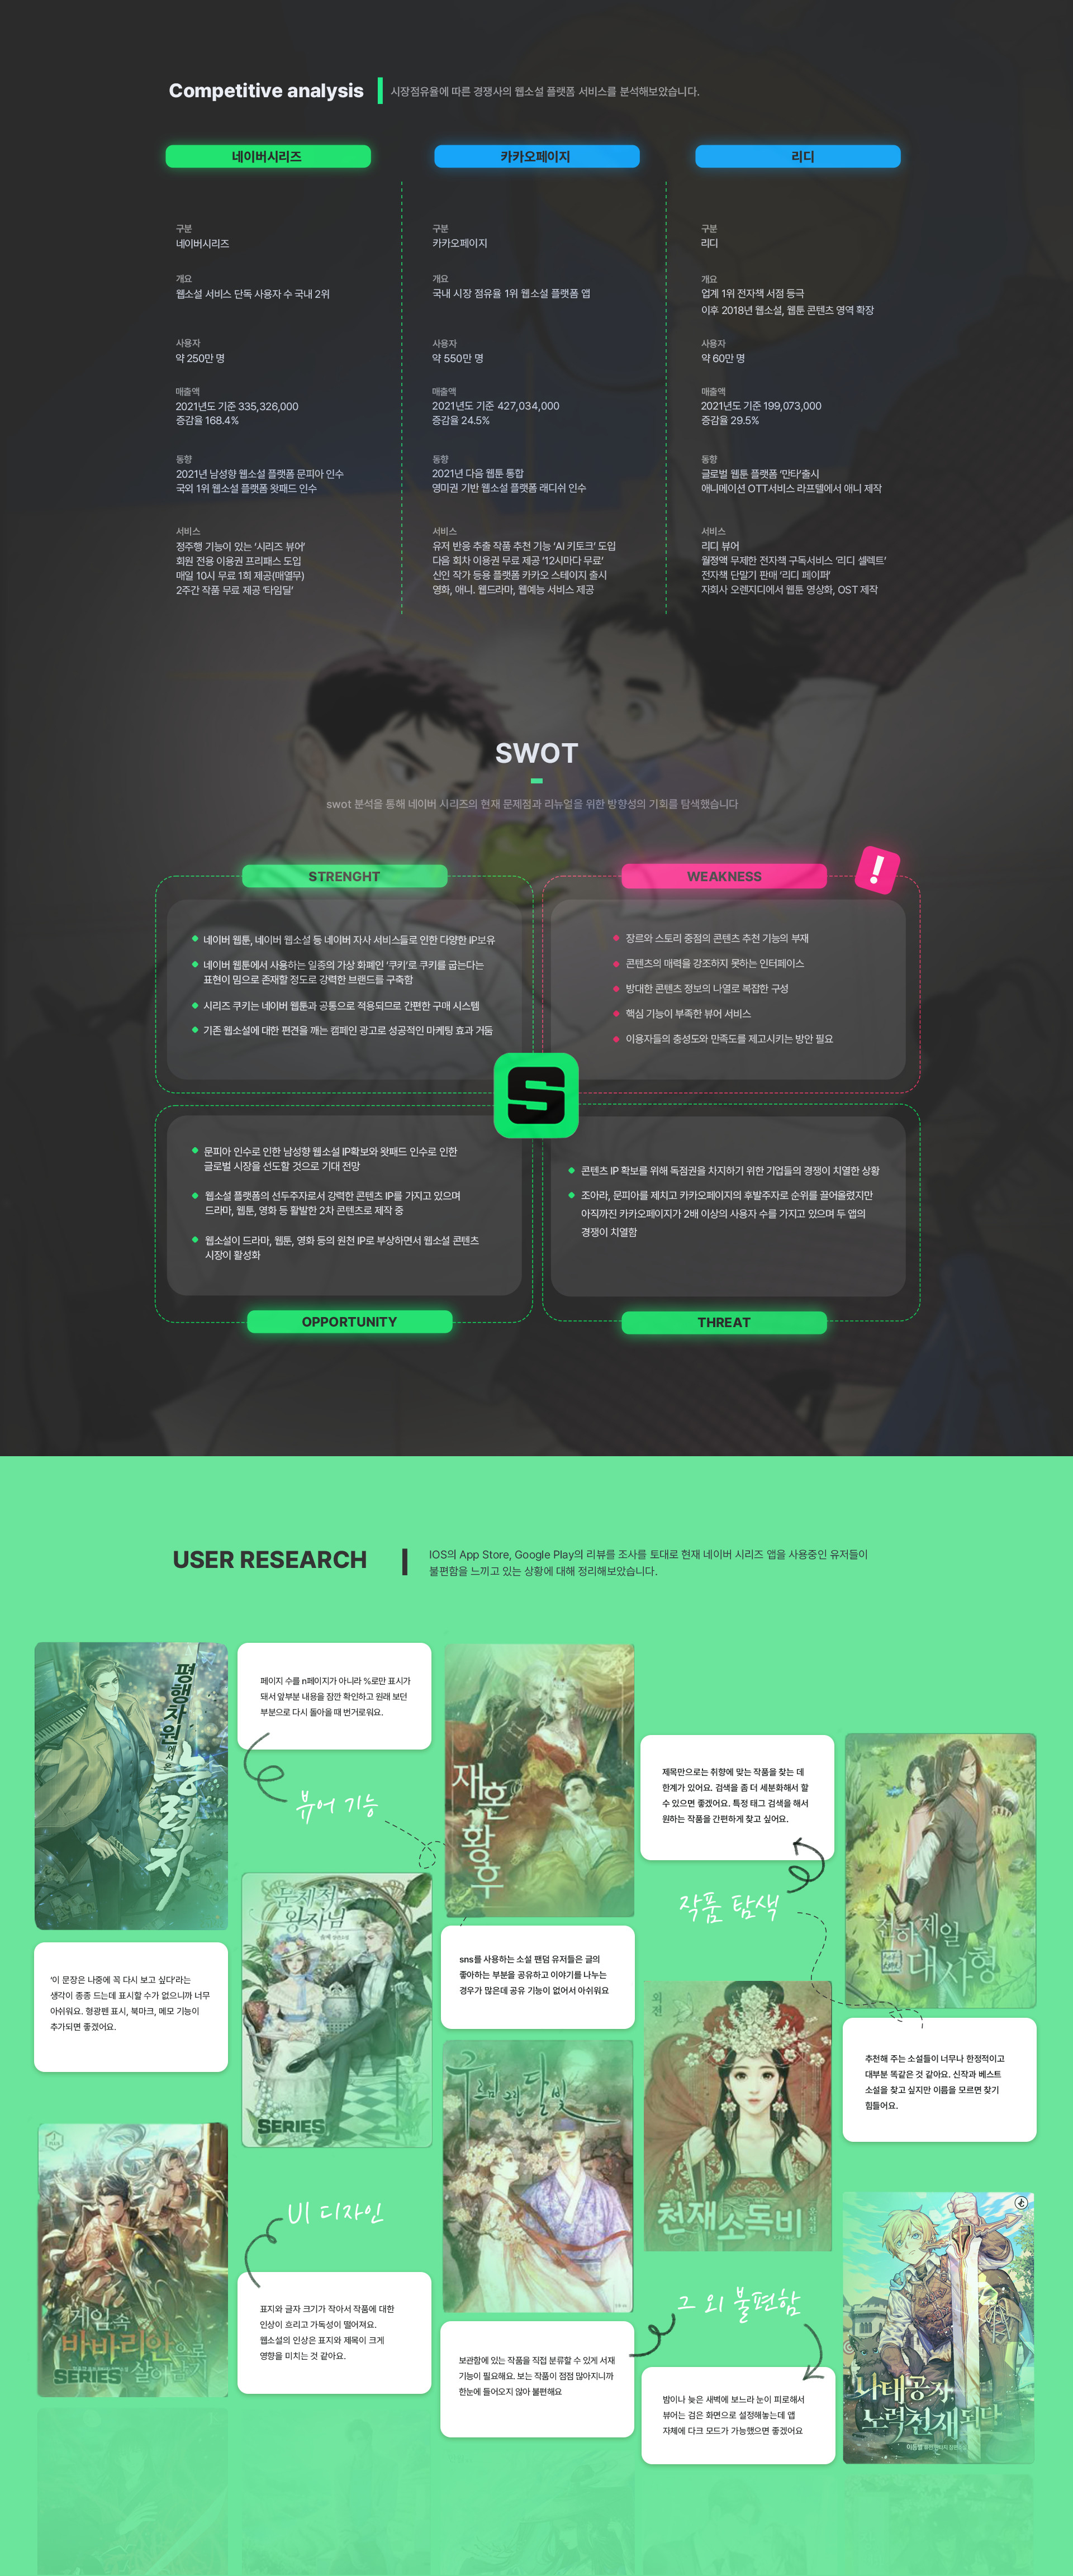 Competitive analysis
시장점유율에 따른 경쟁사의 웹소설 플랫폼 서비스를 분석해보았습니다.
네이버시리즈
구분
네이버시리즈
개요
웹소설 서비스 단독 사용자 수 국내 2위
사용자
약 250만 명
매출액
2021년도 기준 335,326,000
증감율 168.4%
동향
2021년 남성향 웹소설 플랫폼 문피아 인수
국외 1위 웹소설 플랫폼 왓패드 인수
서비스
정주행 기능이 있는 '시리즈 뷰어'
회원 전용 이용권 프리패스 도입
매일 10시 무료 1회 제공(매열무)
2주간 작품 무료 제공 '타임딜'
카카오페이지
구분
카카오페이지
개요
국내 시장 점유율 1위 웹소설 플랫폼 앱
사용자
약 550만 명
매출액
2021년도 기준 427,034,000
증감율 24.5%
동향
2021년 다음 웹툰 통합
영미권 기반 웹소설 플랫폼 래디쉬 인수
서비스
유저 반응 추출 작품 추천 기능 'AI 키토크' 도입
다음 회차 이용권 무료 제공 '12시마다 무료'
신인 작가 등용 플랫폼 카카오 스테이지 출시
영화, 애니. 웹드라마, 웹예능 서비스 제공
리디
구분
리디
개요
업계 1위 전자책 서점 등극
이후 2018년 웹소설, 웹툰 콘텐츠 영역 확장
사용자
약 60만 명
매출액
2021년도 기준 199,073,000
증감율 29.5%
동향
글로벌 웹툰 플랫폼 '만타'출시
애니메이션 OTT서비스 라프텔에서 애니 제작
서비스
리디 뷰어
월정액 무제한 전자책 구독서비스 '리디 셀렉트'
전자책 단말기 판매 '리디 페이퍼'
자회사 오렌지디에서 웹툰 영상화, OST 제작
SWOT
swot 분석을 통해 네이버 시리즈의 현재 문제점과 리뉴얼을 위한 방향성의 기회를 탐색했습니다
STRENGHT
네이버 웹툰, 네이버 웹소설 등 네이버 자사 서비스들로 인한 다양한 IP보유
네이버 웹툰에서 사용하는 일종의 가상 화폐인 '쿠키'로 쿠키를 굽는다는
표현이 밈으로 존재할 정도로 강력한 브랜드를 구축함
시리즈 쿠키는 네이버 웹툰과 공통으로 적용되므로 간편한 구매 시스템
기존 웹소설에 대한 편견을 깨는 캠페인 광고로 성공적인 마케팅 효과 거둠
WEAKNESS
!
장르와 스토리 중점의 콘텐츠 추천 기능의 부재
콘텐츠의 매력을 강조하지 못하는 인터페이스
방대한 콘텐츠 정보의 나열로 복잡한 구성
핵심 기능이 부족한 뷰어 서비스
이용자들의 충성도와 만족도를 제고시키는 방안 필요
S
문피아 인수로 인한 남성향 웹소설 IP확보와 왓패드 인수로 인한
글로벌 시장을 선도할 것으로 기대 전망
웹소설 플랫폼의 선두주자로서 강력한 콘텐츠 IP를 가지고 있으며
드라마, 웹툰, 영화 등 활발한 2차 콘텐츠로 제작 중
웹소설이 드라마, 웹툰, 영화 등의 원천 IP로 부상하면서 웹소설 콘텐츠
시장이 활성화
OPPORTUNITY
콘텐츠 IP 확보를 위해 독점권을 차지하기 위한 기업들의 경쟁이 치열한 상황
조아라, 문피아를 제치고 카카오페이지의 후발주자로 순위를 끌어올렸지만
아직까진 카카오페이지가 2배 이상의 사용자 수를 가지고 있으며 두 앱의
경쟁이 치열함
THREAT
USER RESEARCH
IOS의 App Store, Google Play의 리뷰를 조사를 토대로 현재 네이버 시리즈 앱을 사용중인 유저들이
불편함을 느끼고 있는 상황에 대해 정리해보았습니다.
평행차원에서 온
능력자
페이지 수를 n페이지가 아니라 %로만 표시가
돼서 앞부분 내용을 잠깐 확인하고 원래 보던
부분으로 다시 돌아올 때 번거로워요.
뷰어 기능
재혼황후
제목만으로는 취향에 맞는 작품을 찾는 데
한계가 있어요. 검색을 좀 더 세분화해서 할
수 있으면 좋겠어요. 특정 태그 검색을 해서
원하는 작품을 간편하게 찾고 싶어요.
작품 탐색
천하제일
대사형
'이 문장은 나중에 꼭 다시 보고 싶다'라는
생각이 종종 드는데 표시할 수가 없으니까 너무
아쉬워요. 형광펜 표시, 북마크, 메모 기능이
추가되면 좋겠어요.
문제적
왕자님
SERIES
sns를 사용하는 소설 팬덤 유저들은 글의
좋아하는 부분을 공유하고 이야기를 나누는
경우가 많은데 공유 기능이 없어서 아쉬워요
외전
천재소독비
추천해 주는 소설들이 너무나 한정적이고
대부분 똑같은 것 같아요. 신작과 베스트
소설을 찾고 싶지만 이름을 모르면 찾기
힘들어요.
구르미 그린 달빛
게임속
바바리안으로
살아남기
SERIES
UI 디자인
표지와 글자 크기가 작아서 작품에 대한
인상이 흐리고 가독성이 떨어져요.
웹소설의 인상은 표지와 제목이 크게
영향을 미치는 것 같아요.
보관함에 있는 작품을 직접 분류할 수 있게 서재
기능이 필요해요. 보는 작품이 점점 많아지니까
한눈에 들어오지 않아 불편해요
그 외 불편함
밤이나 늦은 새벽에 보느라 눈이 피로해서
뷰어는 검은 화면으로 설정해놓는데 앱
자체에 다크 모드가 가능했으면 좋겠어요
나태공자,
노력천재되다